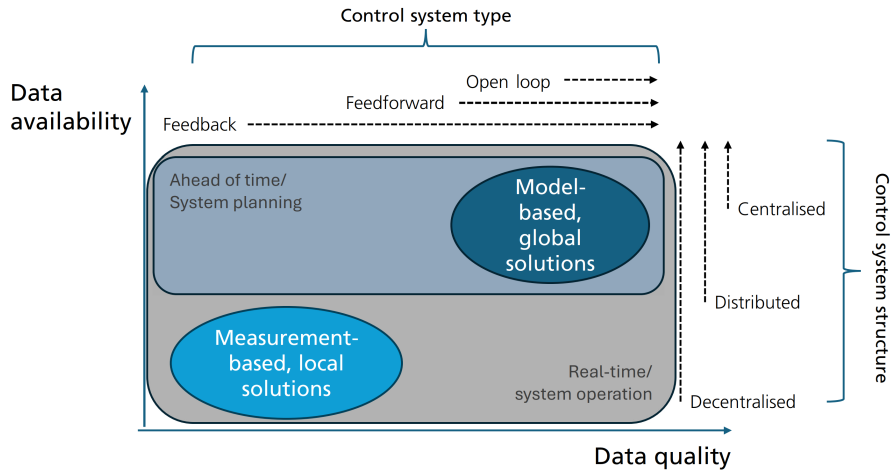 Control system type
Data
availability
Open loop
Feedforward
Feedback
Ahead of time/
System planning
Model-
based,
global
solutions
Centralised
Distributed
Control system structure
Measurement-
based, local
solutions
Real-time/
system operation
Decentralised
Data quality